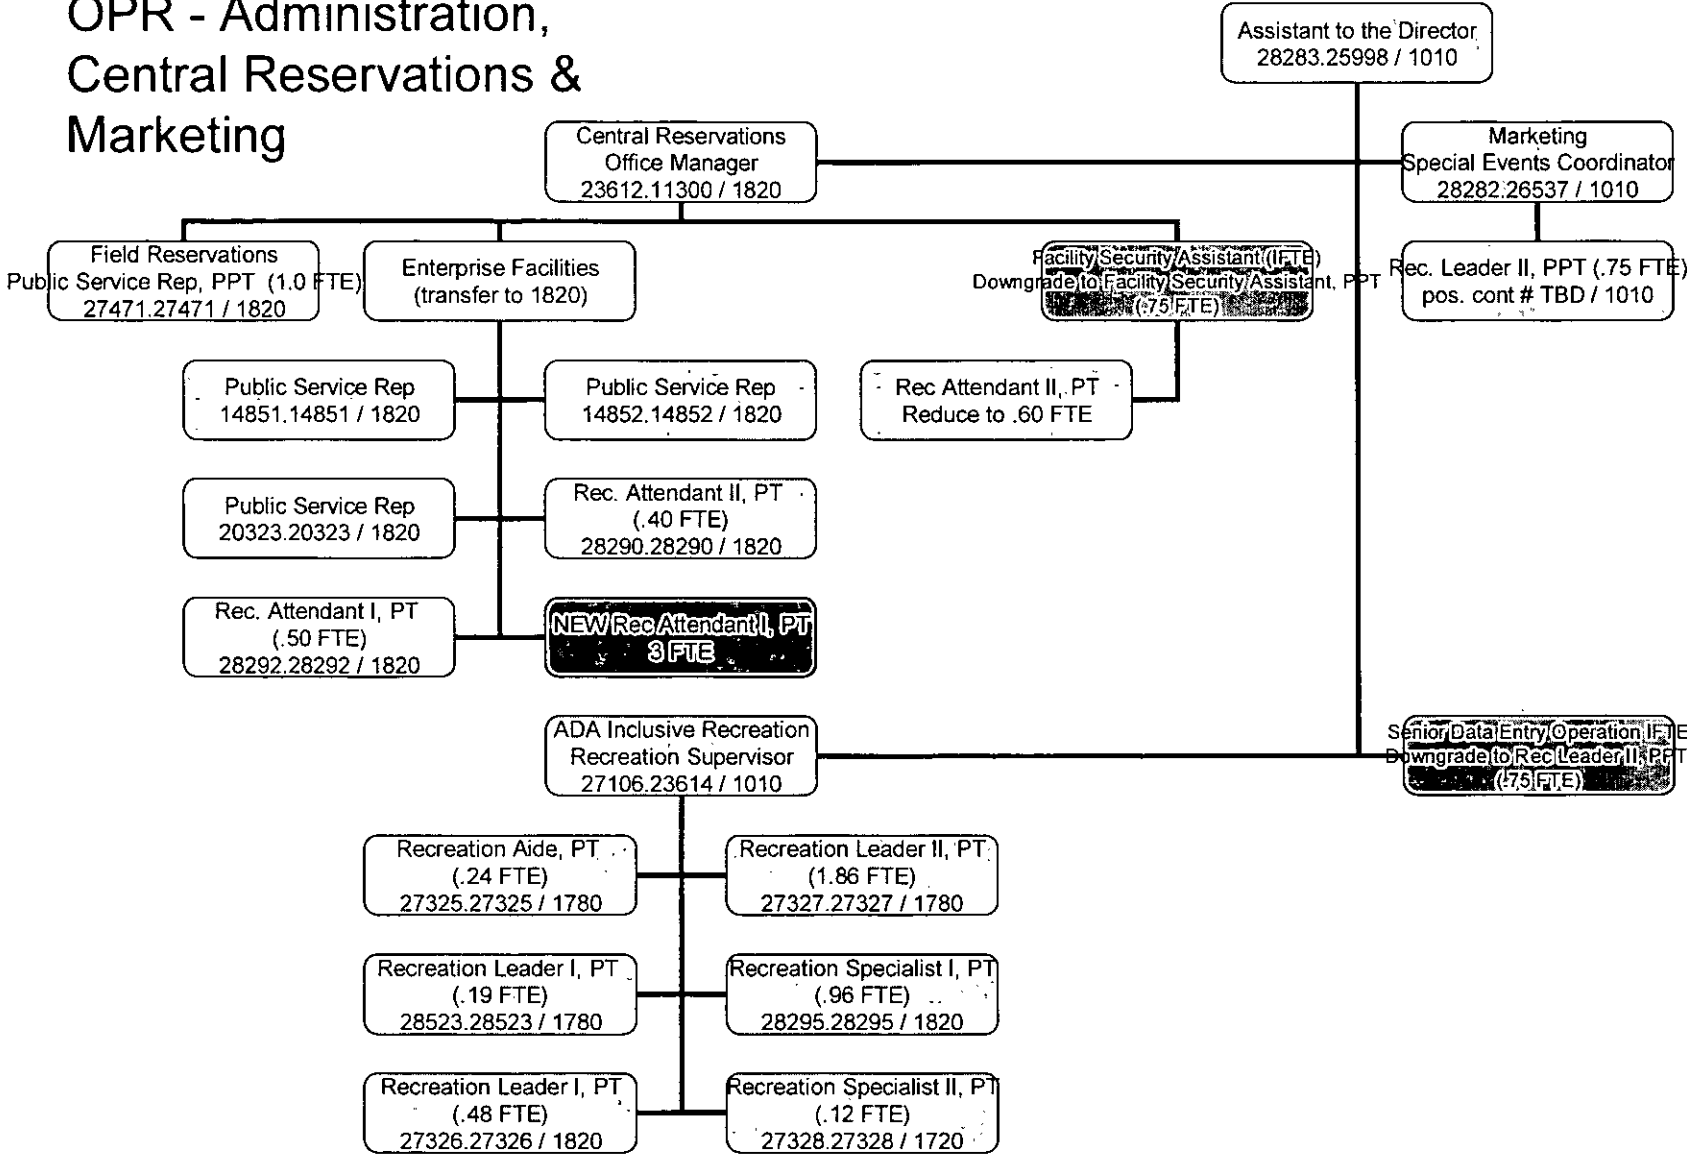 OPR - Administration,
Central Reservations &
Marketing
Assistant to the Director
28283.25998 / 1010
Central Reservations
Office Manager
23612.11300 / 1820
Marketing
Special Events Coordinator
28282.26537 / 1010
Field Reservations
Public Service Rep, PPT (1.0 FTE)
27471.27471 / 1820
Enterprise Facilities
(transfer to 1820)
Facility Security Assistant (IFTE)
Downgrade to Facility Security Assistant, PPT
(.75 FTE)
Rec. Leader II, PPT (.75 FTE)
pos. cont # TBD / 1010
Public Service Rep
14851.14851 / 1820
Public Service Rep
14852.14852 / 1820
Rec Attendant II, PT
Reduce to .60 FTE
Public Service Rep
20323.20323 / 1820
Rec. Attendant II, PT
(.40 FTE)
28290.28290 / 1820
Rec. Attendant I, PT
(.50 FTE)
28292.28292 / 1820
NEW Rec Attendant I, PT
3 FTE
ADA Inclusive Recreation
Recreation Supervisor
27106.23614 / 1010
Senior Data Entry Operation IFTE
Downgrade to Rec Leader II, PPT
(.75 FTE)
Recreation Aide, PT
(.24 FTE)
27325.27325 / 1780
Recreation Leader II, PT
(1.86 FTE)
27327.27327 / 1780
Recreation Leader I, PT
(.19 FTE)
28523.28523 / 1780
Recreation Specialist I, PT
(.96 FTE)
28295.28295 / 1820
Recreation Leader I, PT
(.48 FTE)
27326.27326 / 1820
Recreation Specialist II, PT
(.12 FTE)
27328.27328 / 1720